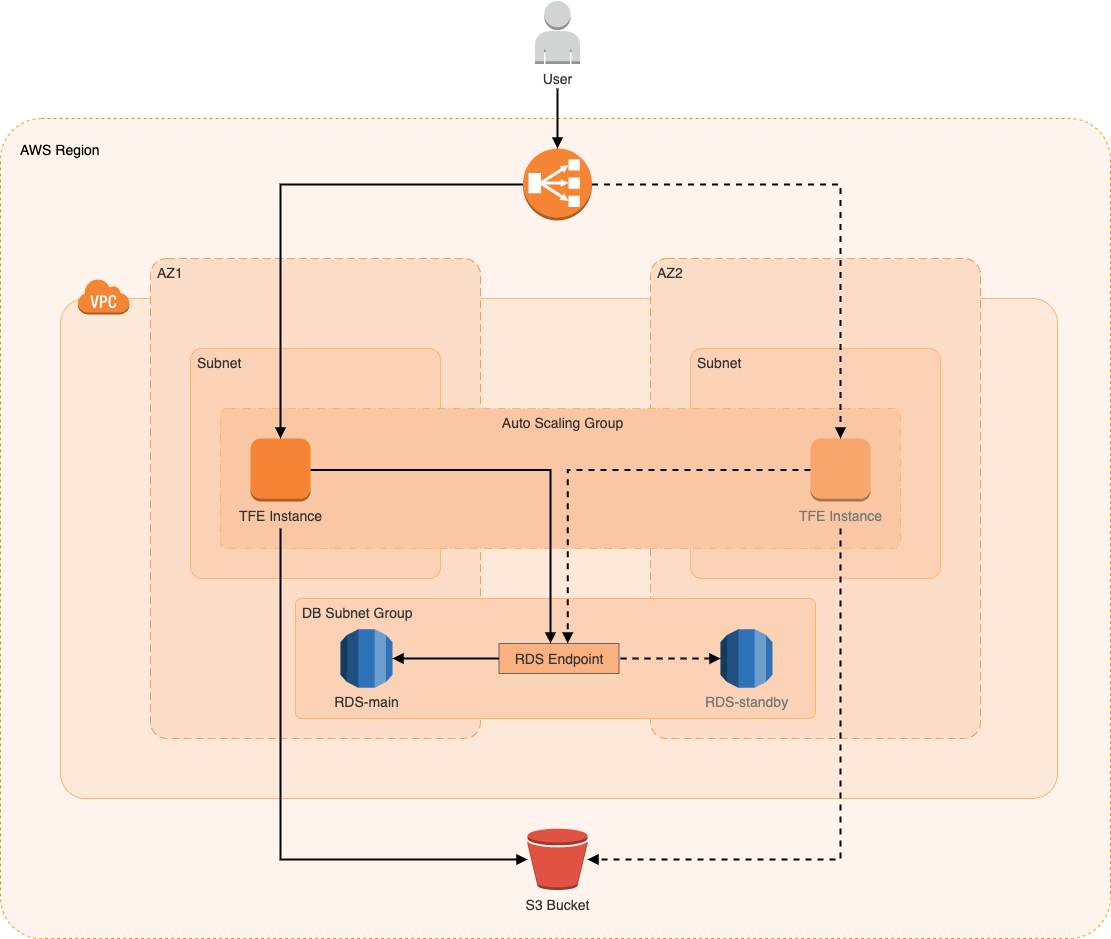 User
AWS Region
AZ1
AZ2
VPC
Subnet
Subnet
Auto Scaling Group
TFE Instance
TFE Instance
DB Subnet Group
RDS Endpoint
RDS-main
RDS-standby
S3 Bucket